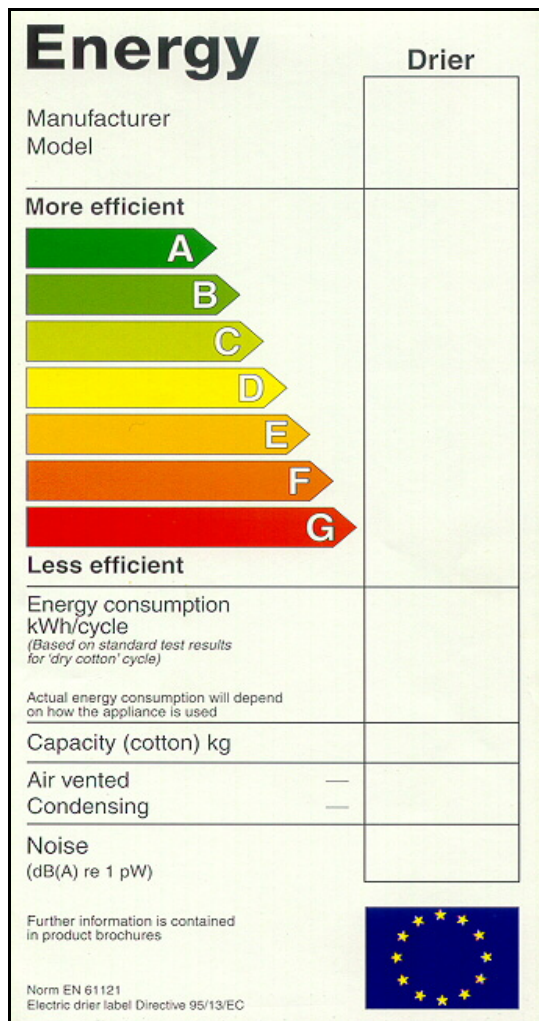 Energy
Drier
Manufacturer
Model
More efficient
A
B
C
D
E
F
G
Less efficient
Energy consumption
kWh/cycle
(Based on standard test results
for ‘dry cotton’ cycle)
Actual energy consumption will depend
on how the appliance is used
Capacity (cotton) kg
Air vented —
Condensing —
Noise
(dB(A) re 1 pW)
Further information is contained
in product brochures
Norm EN 61121
Electric drier label Directive 95/13/EC